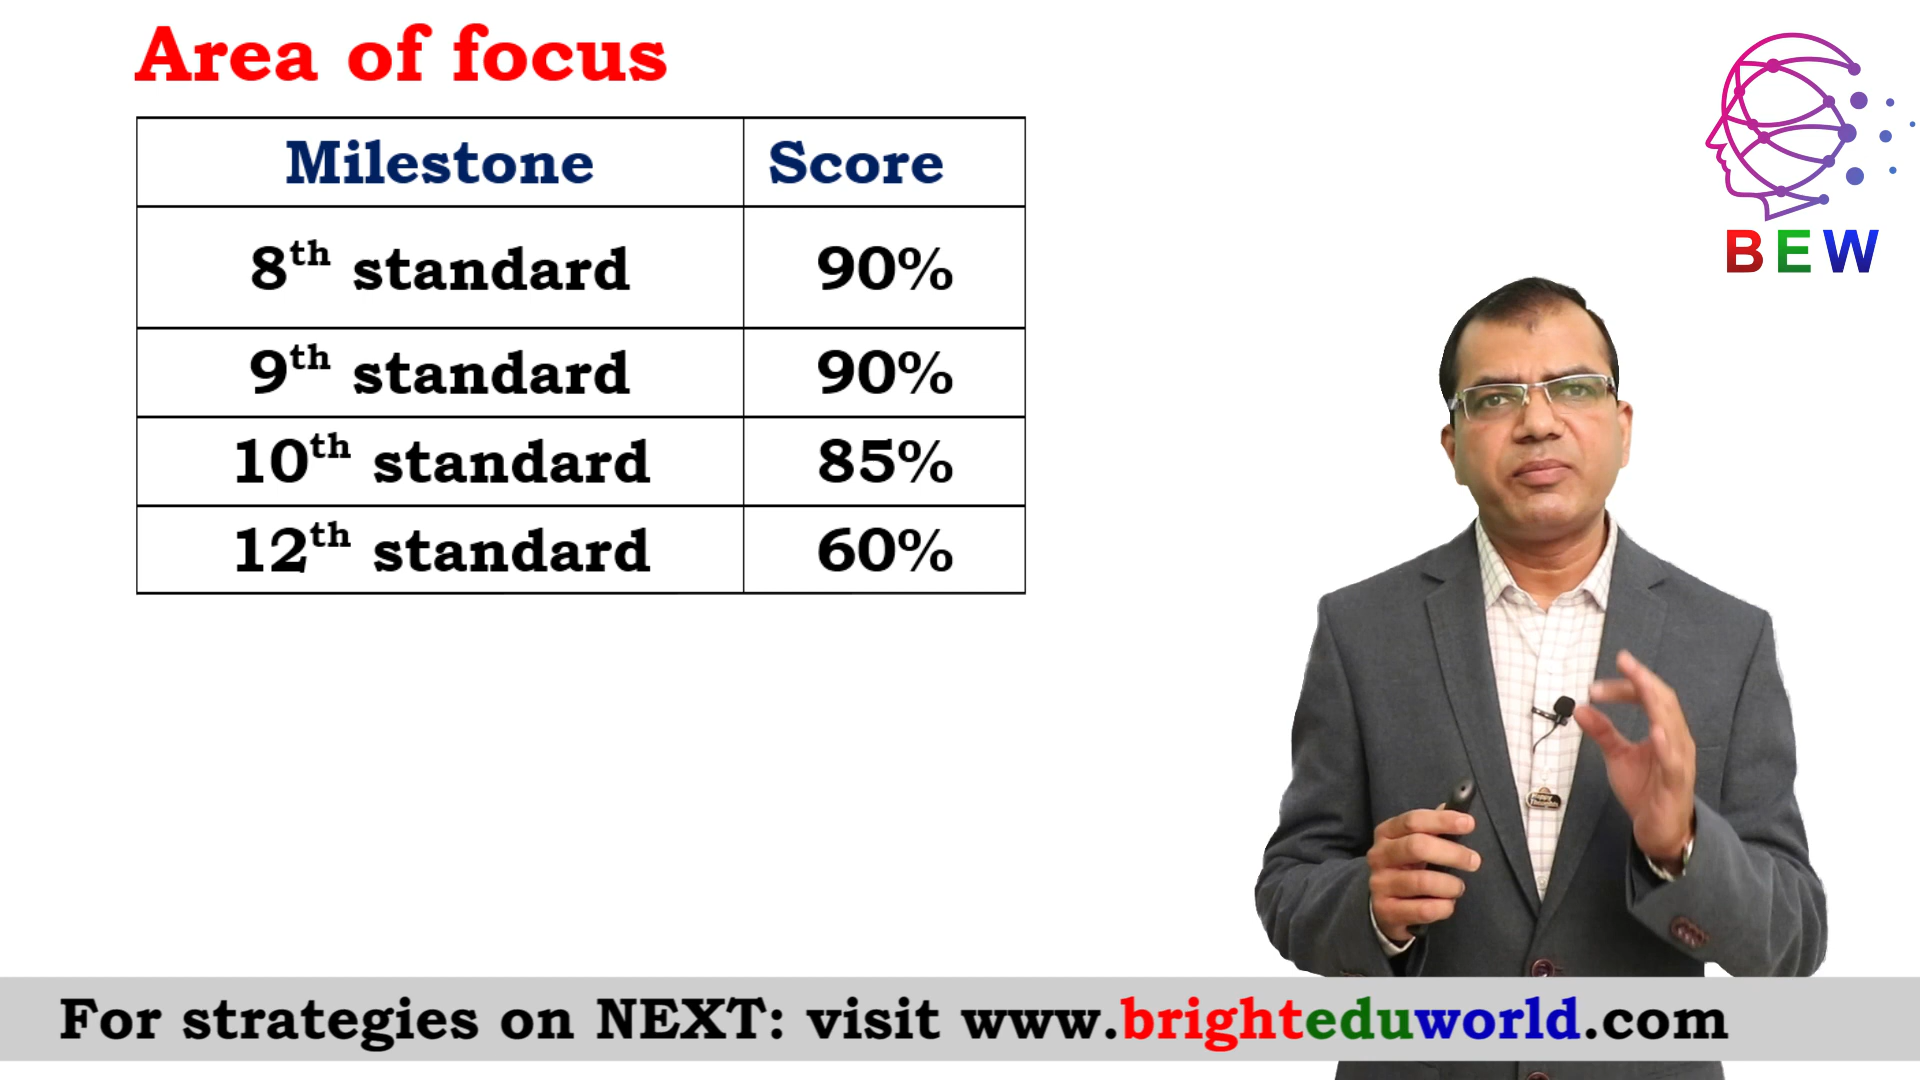 Area of focus
Milestone Score
8th standard 90%
9th standard 90%
10th standard 85%
12th standard 60%
BEW
For strategies on NEXT: visit www.brighteduworld.com